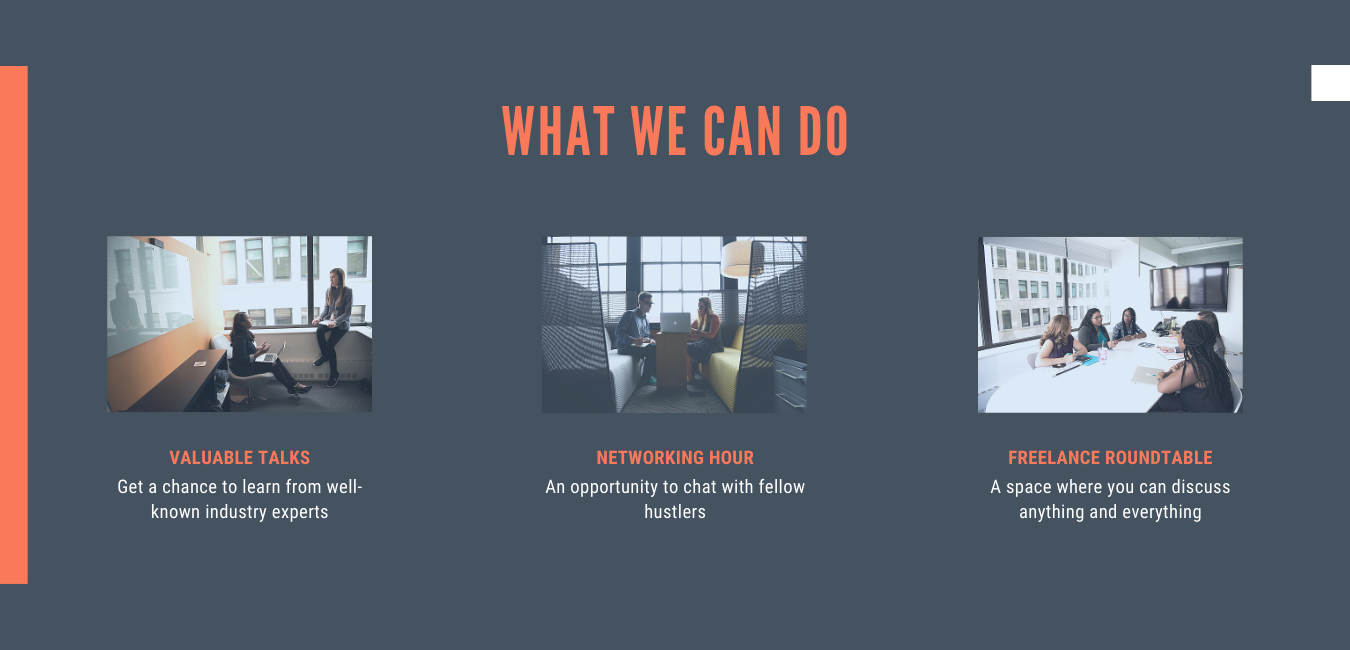 WHAT WE CAN DO
VALUABLE TALKS
Get a chance to learn from well-
known industry experts
NETWORKING HOUR
An opportunity to chat with fellow
hustlers
FREELANCE ROUNDTABLE
A space where you can discuss
anything and everything